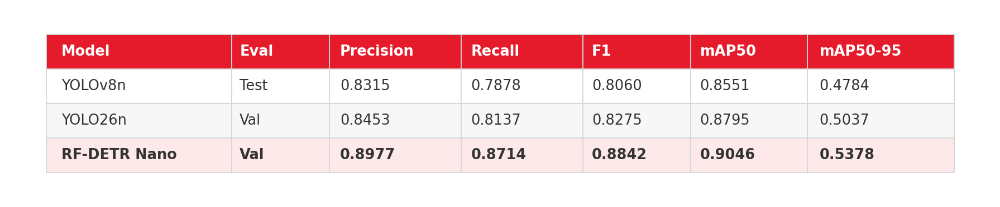 Model Eval Precision Recall F1 mAP50 mAP50-95
YOLOv8n Test 0.8315 0.7878 0.8060 0.8551 0.4784
YOLO26n Val 0.8453 0.8137 0.8275 0.8795 0.5037
RF-DETR Nano Val 0.8977 0.8714 0.8842 0.9046 0.5378